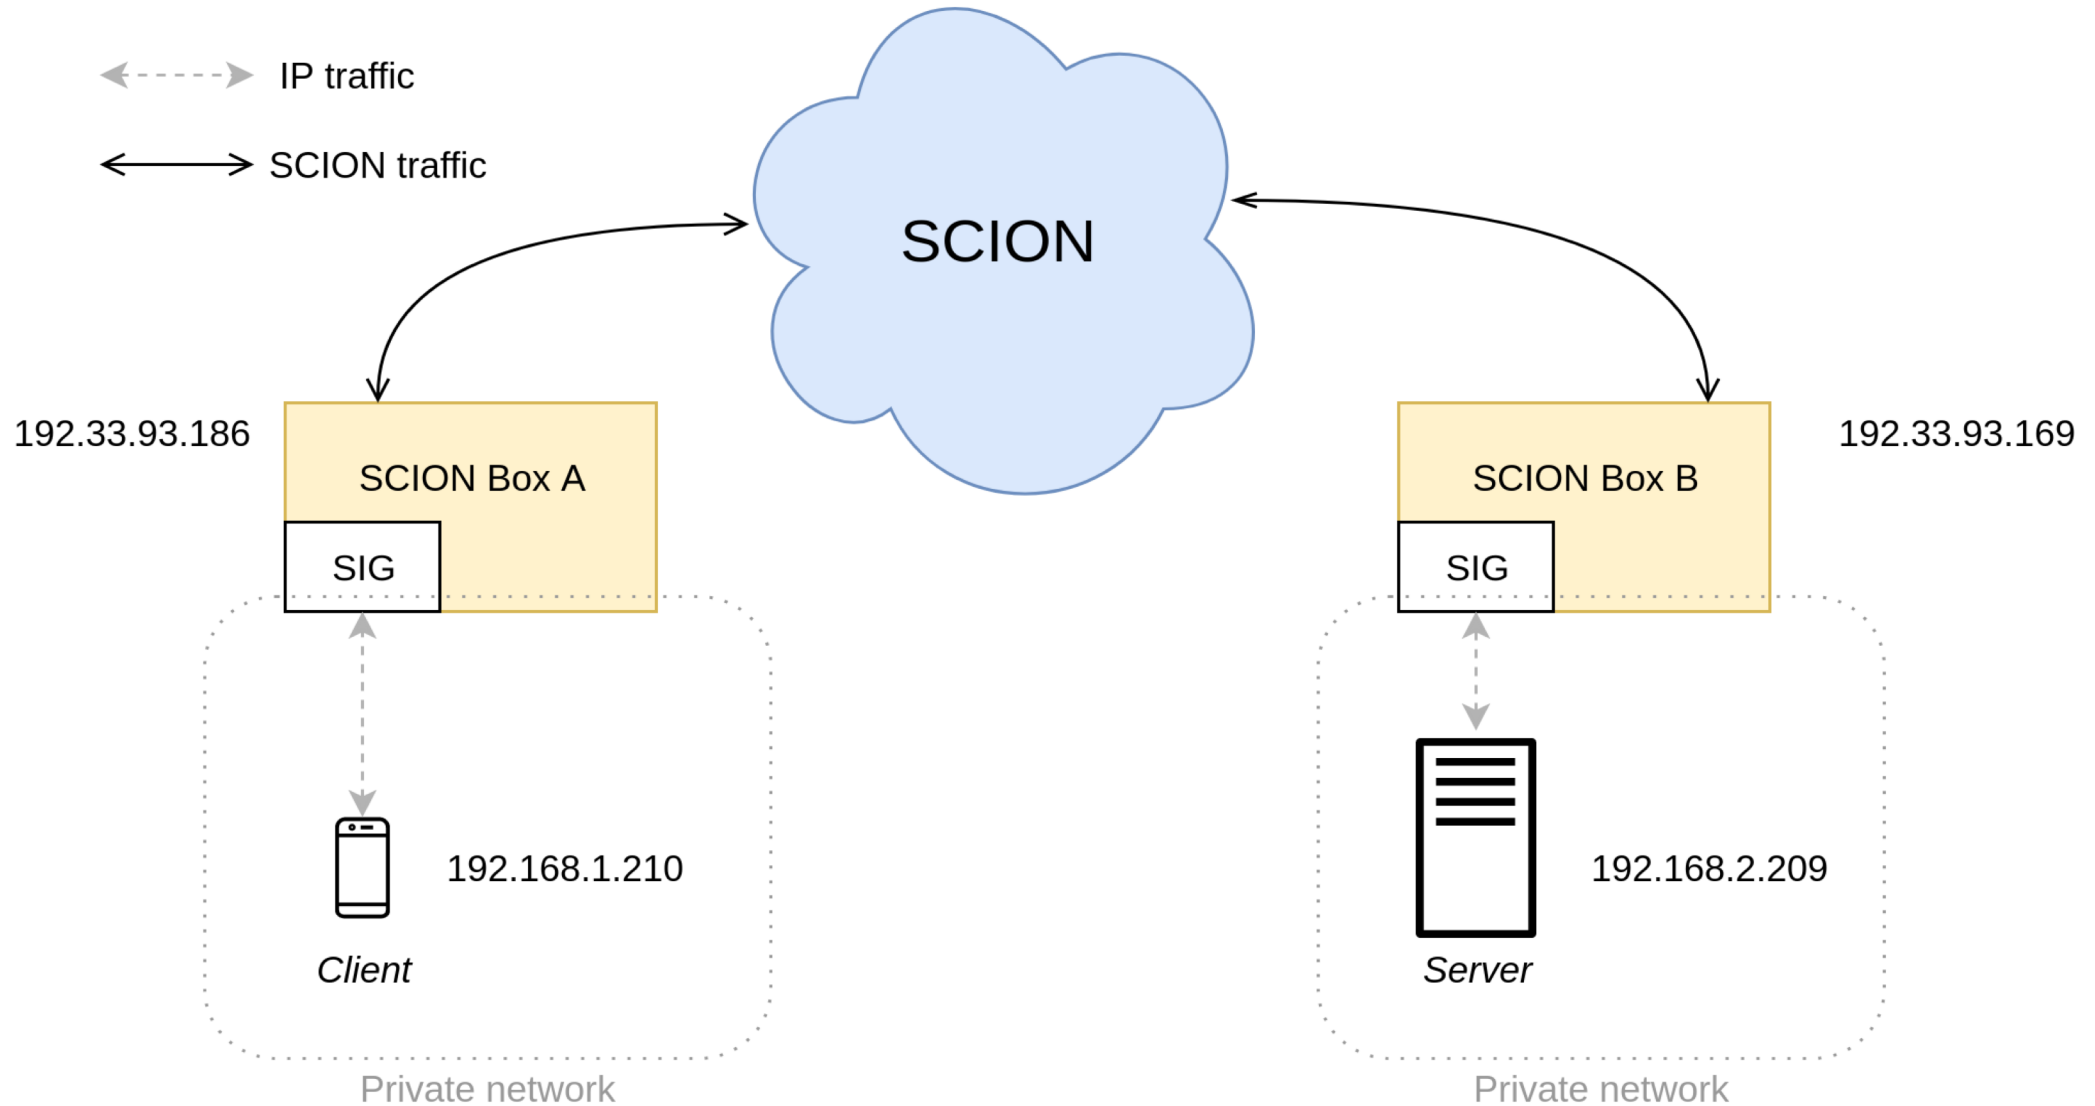 IP traffic
SCION traffic
SCION
192.33.93.186
SCION Box A
SIG
192.33.93.169
SCION Box B
SIG
192.168.1.210
Client
192.168.2.209
Server
Private network
Private network